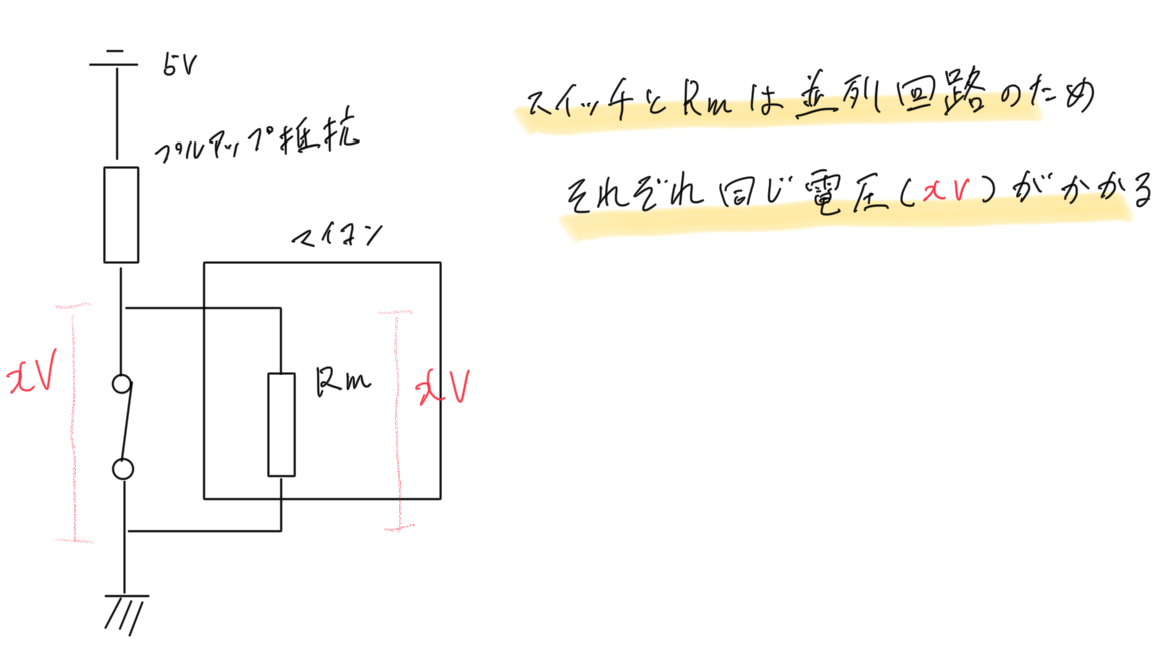 5V
プルアップ抵抗
マイコン
xV
Rm
xV
スイッチとRmは並列回路のため
それぞれ同じ電圧(xV)がかかる